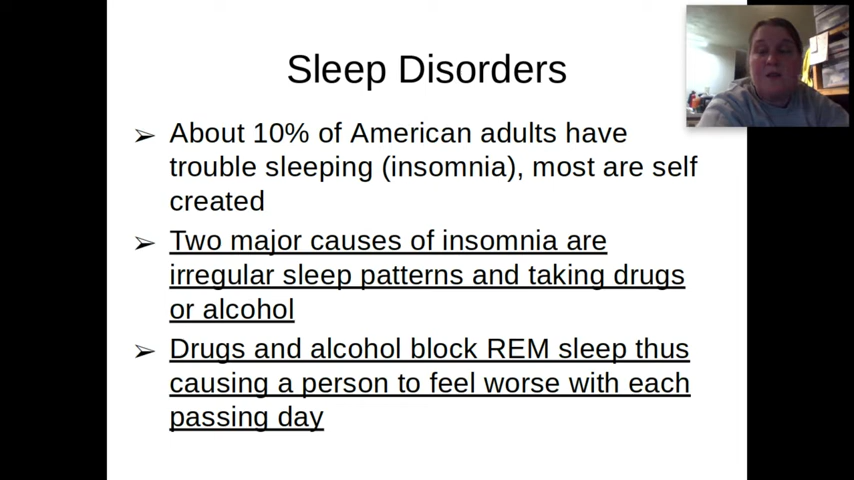 Sleep Disorders
➢ About 10% of American adults have
trouble sleeping (insomnia), most are self
created
➢ Two major causes of insomnia are
irregular sleep patterns and taking drugs
or alcohol
➢ Drugs and alcohol block REM sleep thus
causing a person to feel worse with each
passing day